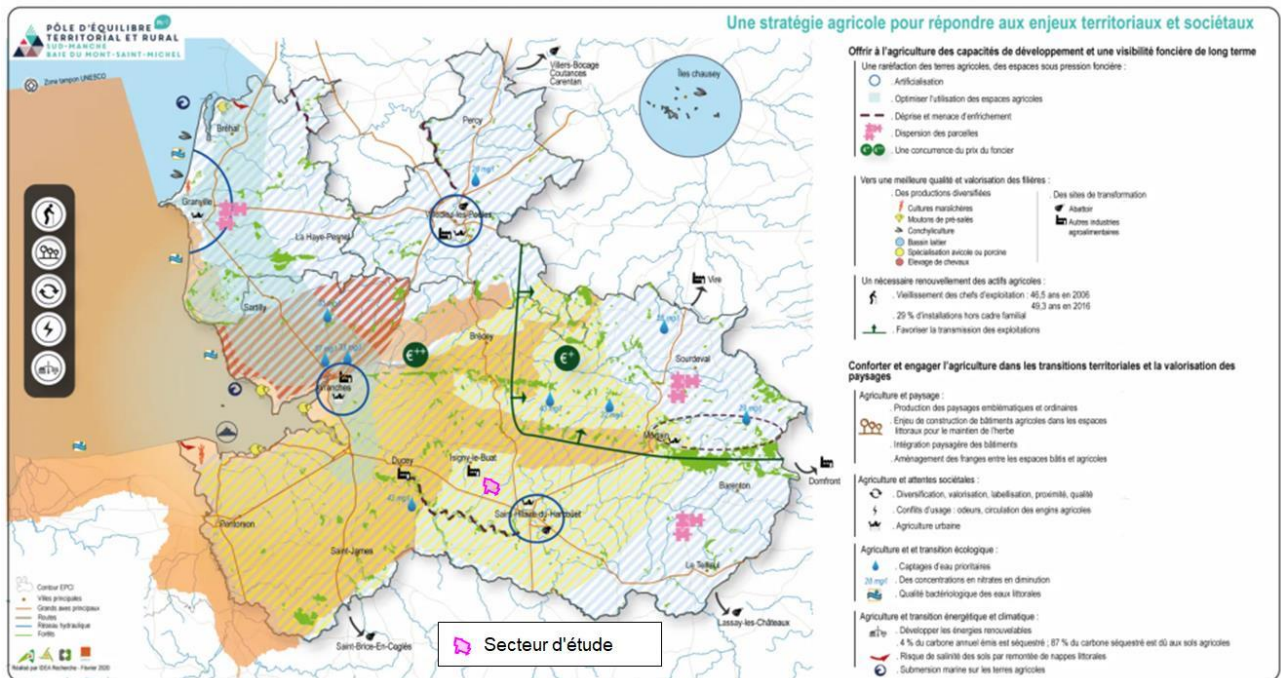 PÔLE D'ÉQUILIBRE
TERRITORIAL ET RURAL
SUD-MANCHE
BAIE DU MONT-SAINT-MICHEL
Une stratégie agricole pour répondre aux enjeux territoriaux et sociétaux
Zone tampon UNESCO
Villers-Bocage
Coutances
Carentan
Îles chausey
Percy
Bréhal
Granville
La Haye-Pesnel
Vire
Sartilly
Brécey
Sourdeval
€++
€+
Mortain
Domfront
Ducey
Isigny-le-Buat
Barenton
Saint-Hilaire-du-Harcouët
Pontorson
Saint-James
Le Teilleul
Lassay-les-Châteaux
Saint-Brice-En-Coglès
Secteur d'étude
Contour EPCI
Villes principales
Grands axes principaux
Routes
Réseau hydraulique
Forêts
Réalisé par IDEA Recherche - Février 2020
Offrir à l'agriculture des capacités de développement et une visibilité foncière de long terme
Une raréfaction des terres agricoles, des espaces sous pression foncière :
. Artificialisation
. Optimiser l'utilisation des espaces agricoles
. Déprise et menace d'enfrichement
. Dispersion des parcelles
. Une concurrence du prix du foncier
Vers une meilleure qualité et valorisation des filières :
. Des productions diversifiées
Cultures maraîchères
Moutons de pré-salés
Conchyliculture
Bassin laitier
Spécialisation avicole ou porcine
Elevage de chevaux
. Des sites de transformation
Abattoir
Autres industries
agroalimentaires
Un nécessaire renouvellement des actifs agricoles :
. Vieillissement des chefs d'exploitation : 46,5 ans en 2006
49,3 ans en 2016
. 29 % d'installations hors cadre familial
. Favoriser la transmission des exploitations
Conforter et engager l'agriculture dans les transitions territoriales et la valorisation des
paysages
Agriculture et paysage :
. Production des paysages emblématiques et ordinaires
. Enjeu de construction de bâtiments agricoles dans les espaces
littoraux pour le maintien de l'herbe
. Intégration paysagère des bâtiments
. Aménagement des franges entre les espaces bâtis et agricoles
Agriculture et attentes sociétales :
. Diversification, valorisation, labellisation, proximité, qualité
. Conflits d'usage : odeurs, circulation des engins agricoles
. Agriculture urbaine
Agriculture et et transition écologique :
. Captages d'eau prioritaires
28 mg/l . Des concentrations en nitrates en diminution
. Qualité bactériologique des eaux littorales
Agriculture et transition énergétique et climatique :
. Développer les énergies renouvelables
. 4 % du carbone annuel émis est séquestré ; 87 % du carbone séquestré est dû aux sols agricoles
. Risque de salinité des sols par remontée de nappes littorales
. Submersion marine sur les terres agricoles